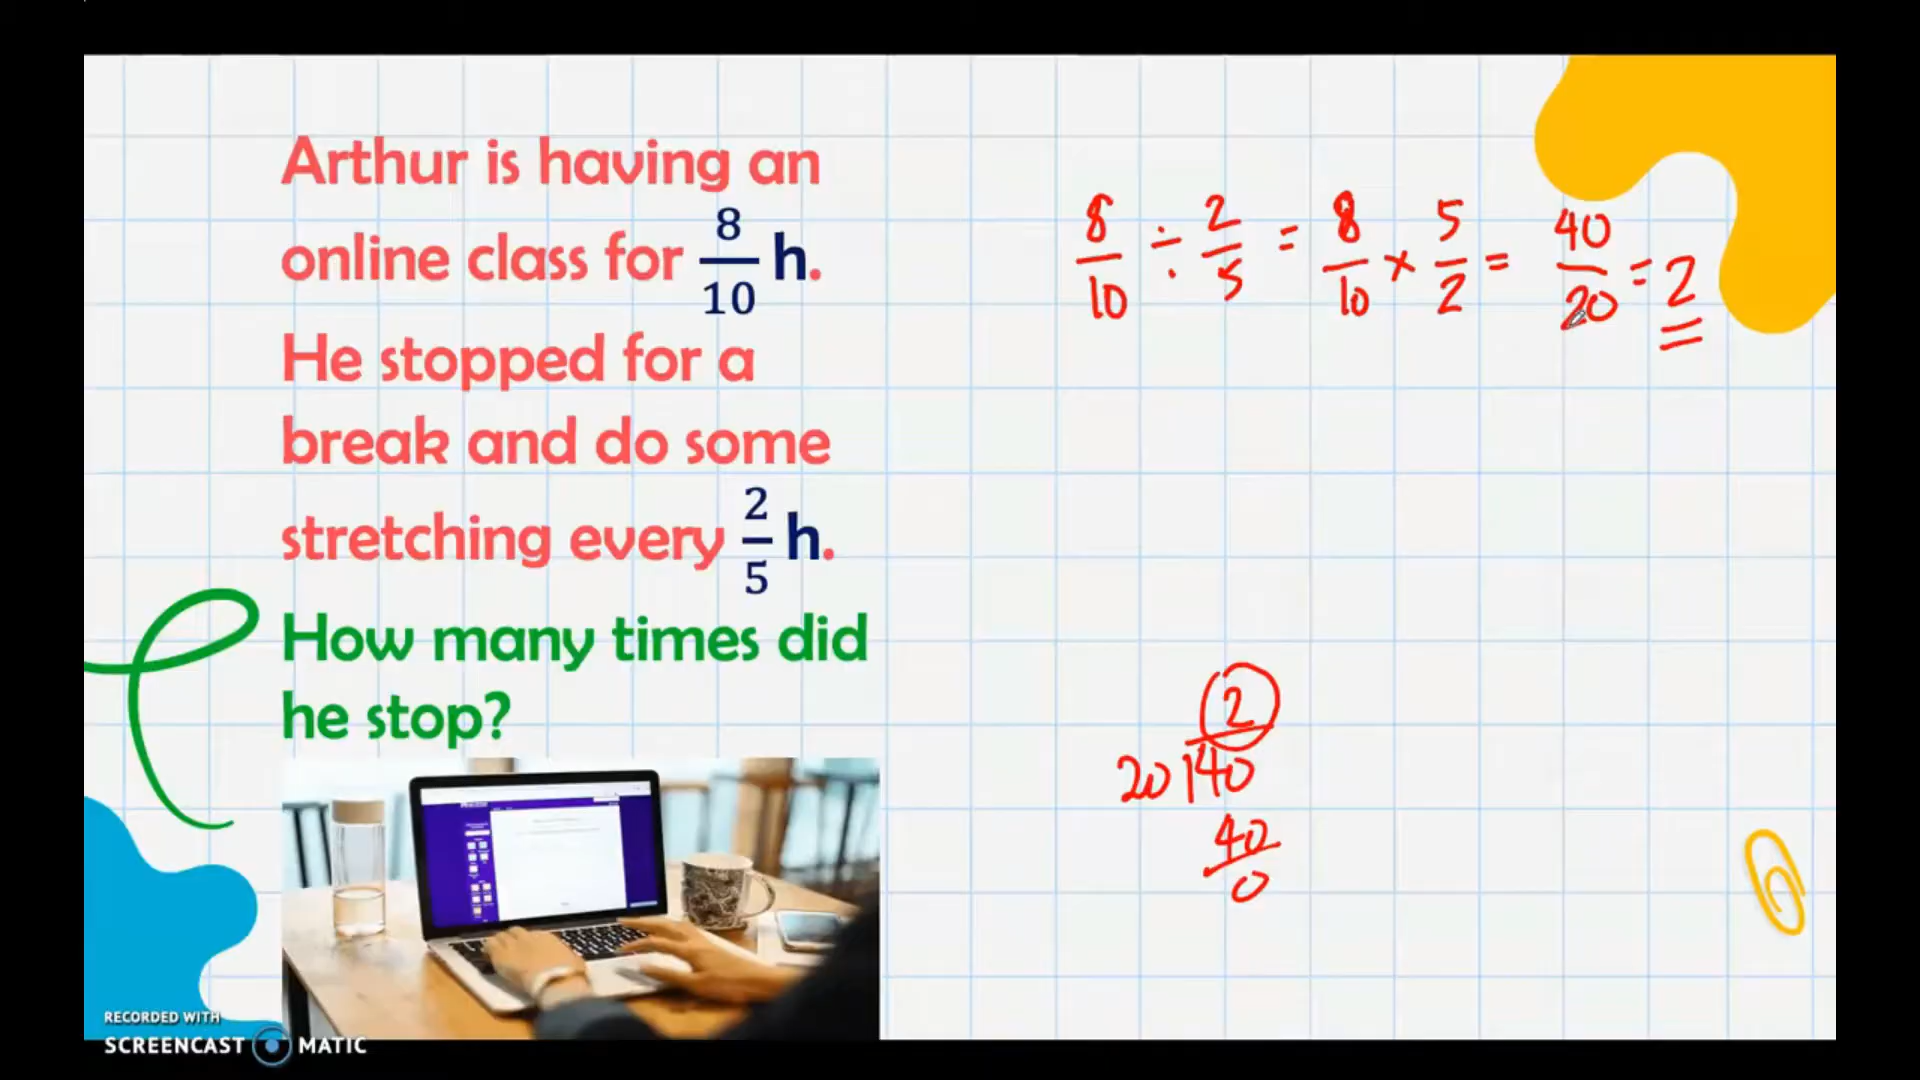 Arthur is having an
online class for 8/10 h.
He stopped for a
break and do some
stretching every 2/5 h.
How many times did
he stop?
8/10 ÷ 2/5 = 8/10 × 5/2 = 40/20 = 2
2
20)40
40
0
RECORDED WITH
SCREENCAST MATIC